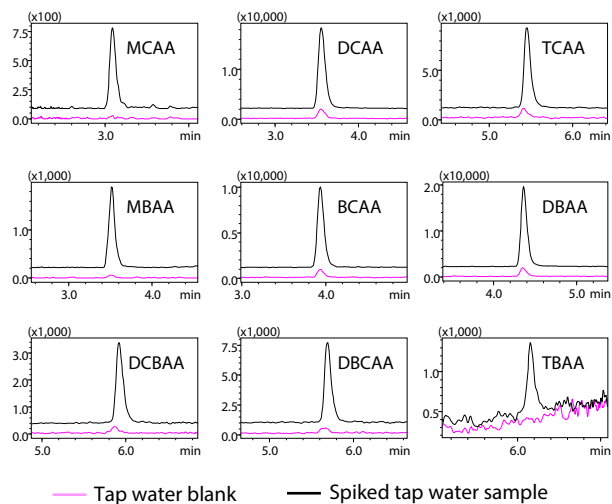 (x100)
7.5
5.0
2.5
0.0
MCAA
3.0
min
(x10,000)
1.0
0.0
DCAA
3.0
4.0
min
(x1,000)
5.0
0.0
TCAA
5.0
6.0
min
(x1,000)
1.0
0.0
MBAA
3.0
4.0
min
(x10,000)
1.0
0.5
0.0
BCAA
3.0
4.0
min
(x10,000)
2.0
1.0
0.0
DBAA
4.0
5.0
min
(x1,000)
3.0
2.0
1.0
0.0
DCBAA
5.0
6.0
min
(x1,000)
7.5
5.0
2.5
0.0
DBCAA
5.0
6.0
min
(x1,000)
1.0
0.5
TBAA
6.0
min
Tap water blank
Spiked tap water sample